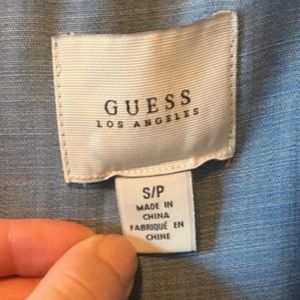 GUESS
LOS ANGELES
S/P
MADE IN
CHINA
FABRIQUÉ EN
CHINE